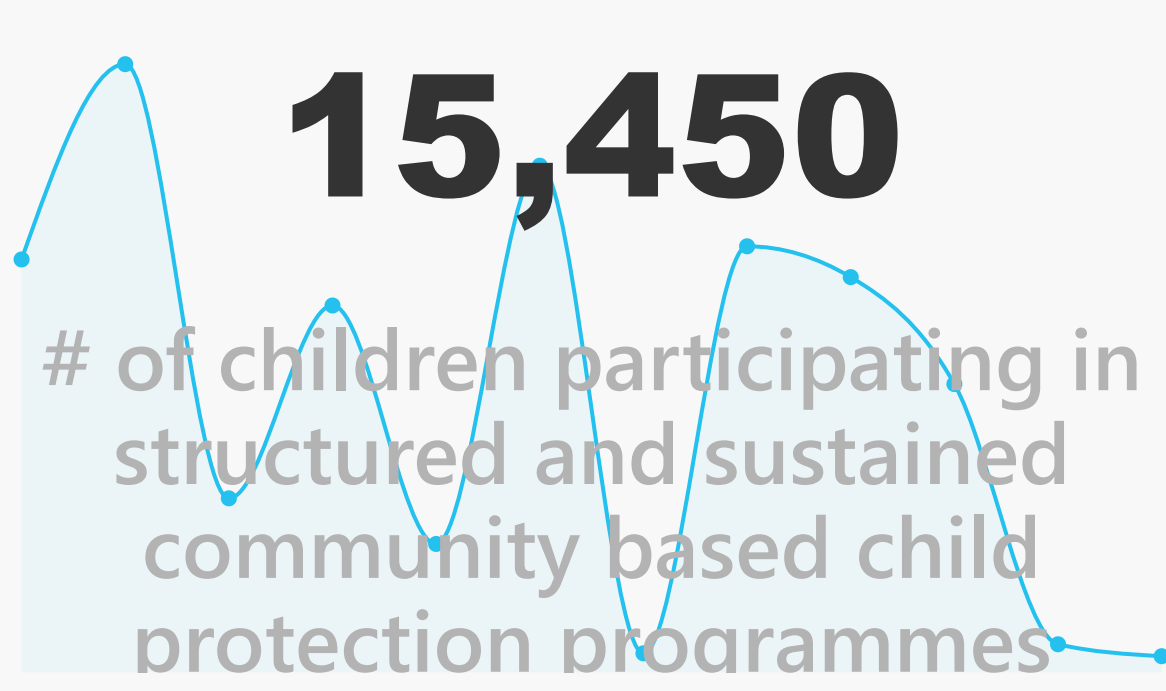 15,450
# of children participating in
structured and sustained
community based child
protection programmes